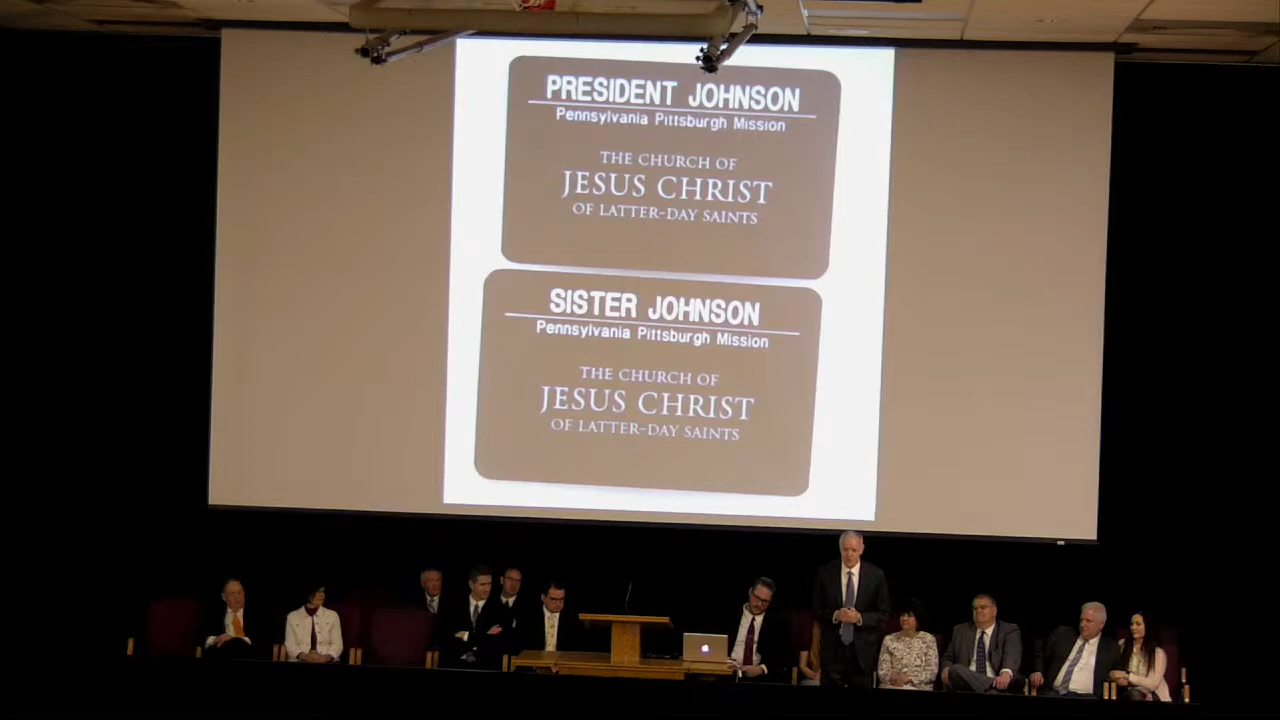 PRESIDENT JOHNSON
Pennsylvania Pittsburgh Mission
THE CHURCH OF
JESUS CHRIST
OF LATTER-DAY SAINTS
SISTER JOHNSON
Pennsylvania Pittsburgh Mission
THE CHURCH OF
JESUS CHRIST
OF LATTER-DAY SAINTS